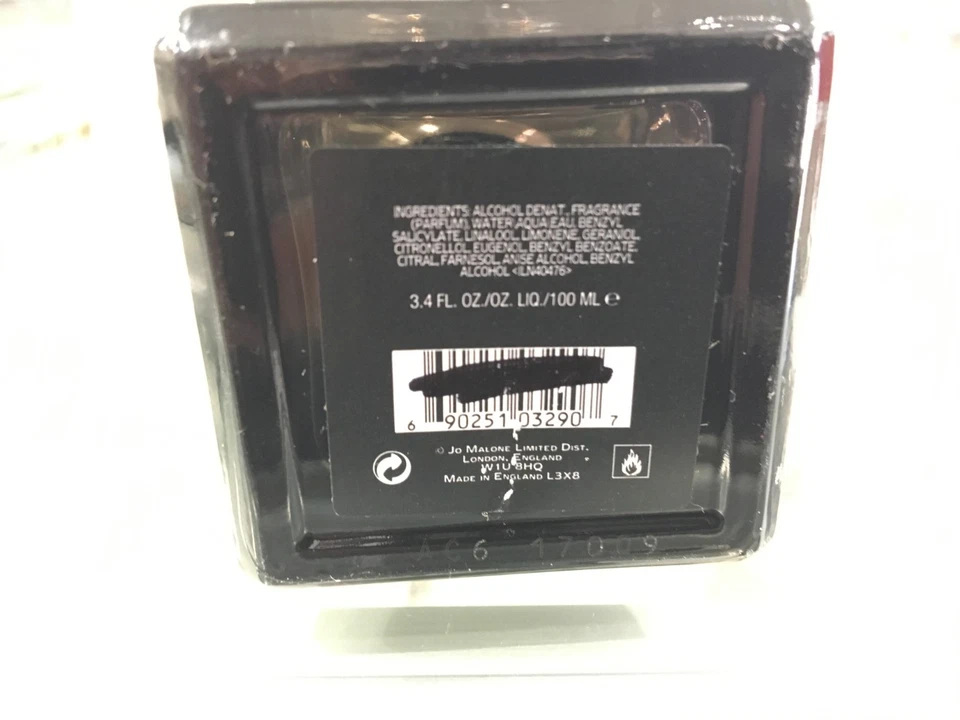 INGREDIENTS: ALCOHOL DENAT., FRAGRANCE
(PARFUM), WATER\AQUA\EAU, BENZYL
SALICYLATE, LINALOOL, LIMONENE, GERANIOL,
CITRONELLOL, EUGENOL, BENZYL BENZOATE,
CITRAL, FARNESOL, ANISE ALCOHOL, BENZYL
ALCOHOL <ILN40476>
3.4 FL. OZ./OZ. LIQ./100 ML ℮
6 90251 03290 7
© JO MALONE LIMITED DIST.
LONDON, ENGLAND
W1U 8HQ
MADE IN ENGLAND L3X8
AC6 17009